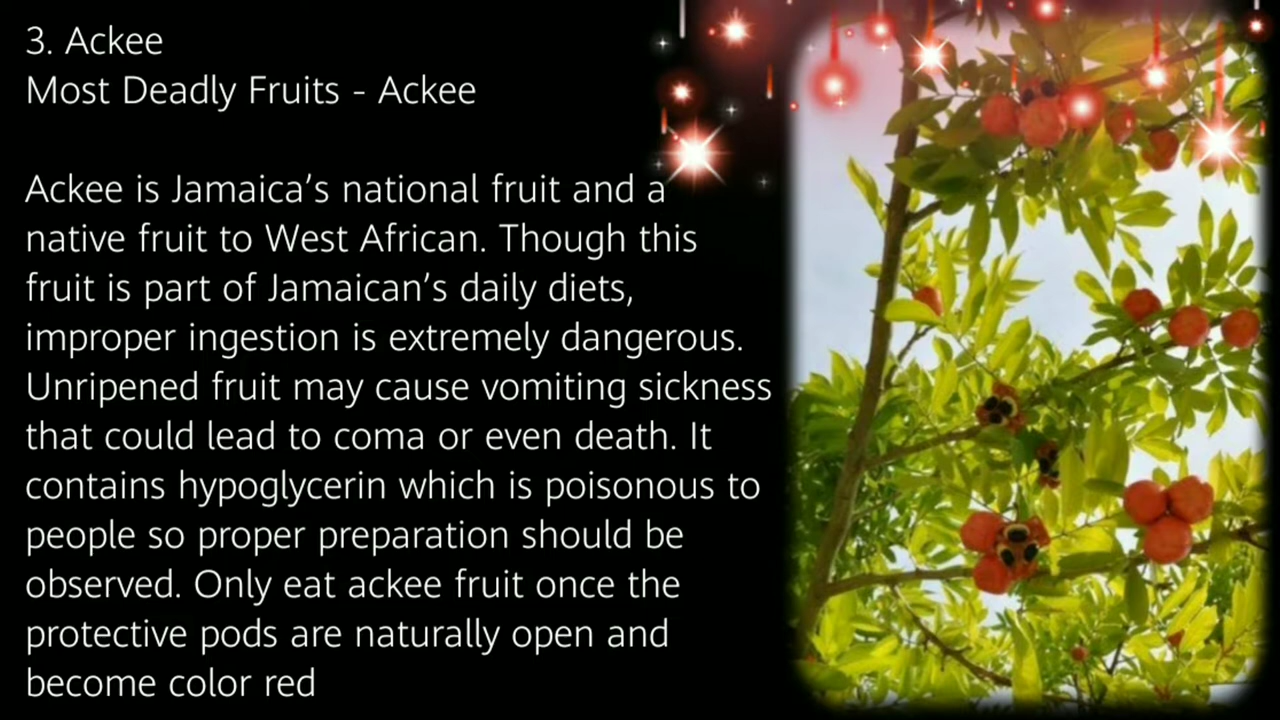 3. Ackee
Most Deadly Fruits - Ackee
Ackee is Jamaica’s national fruit and a
native fruit to West African. Though this
fruit is part of Jamaican’s daily diets,
improper ingestion is extremely dangerous.
Unripened fruit may cause vomiting sickness
that could lead to coma or even death. It
contains hypoglycerin which is poisonous to
people so proper preparation should be
observed. Only eat ackee fruit once the
protective pods are naturally open and
become color red